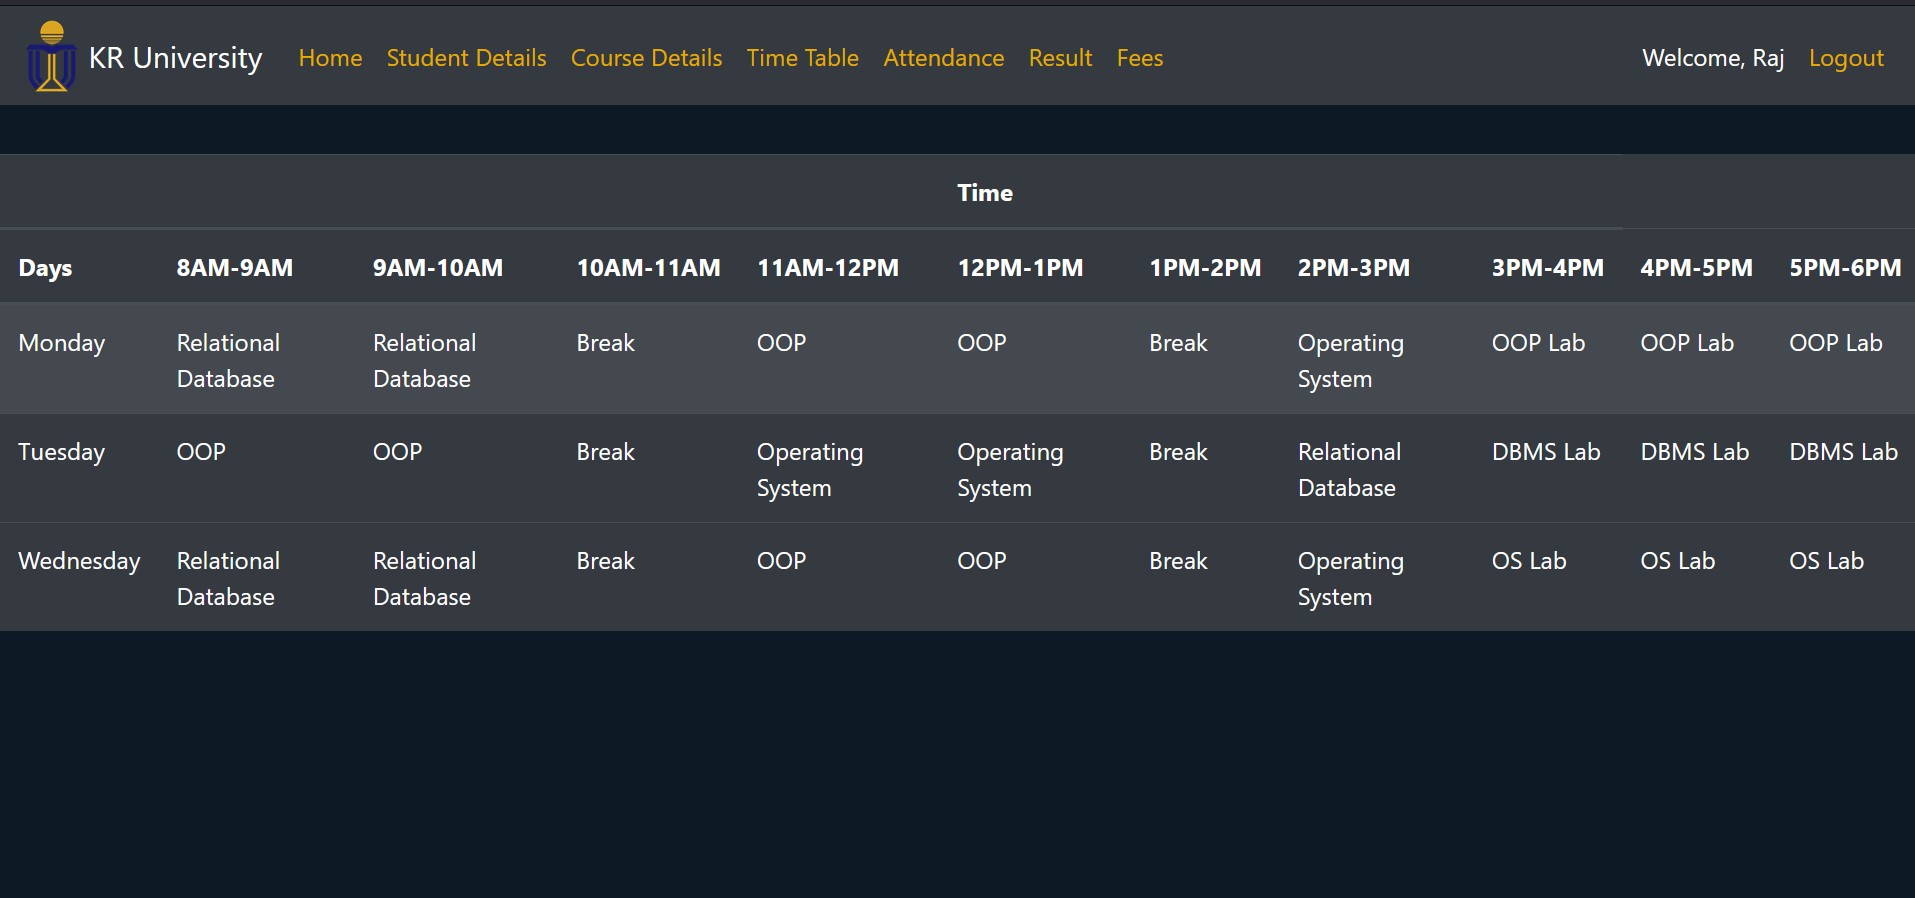 KR University Home Student Details Course Details Time Table Attendance Result Fees Welcome, Raj Logout
Time
Days 8AM-9AM 9AM-10AM 10AM-11AM 11AM-12PM 12PM-1PM 1PM-2PM 2PM-3PM 3PM-4PM 4PM-5PM 5PM-6PM
Monday Relational Relational Break OOP OOP Break Operating OOP Lab OOP Lab OOP Lab
Database Database System
Tuesday OOP OOP Break Operating Operating Break Relational DBMS Lab DBMS Lab DBMS Lab
System System Database
Wednesday Relational Relational Break OOP OOP Break Operating OS Lab OS Lab OS Lab
Database Database System